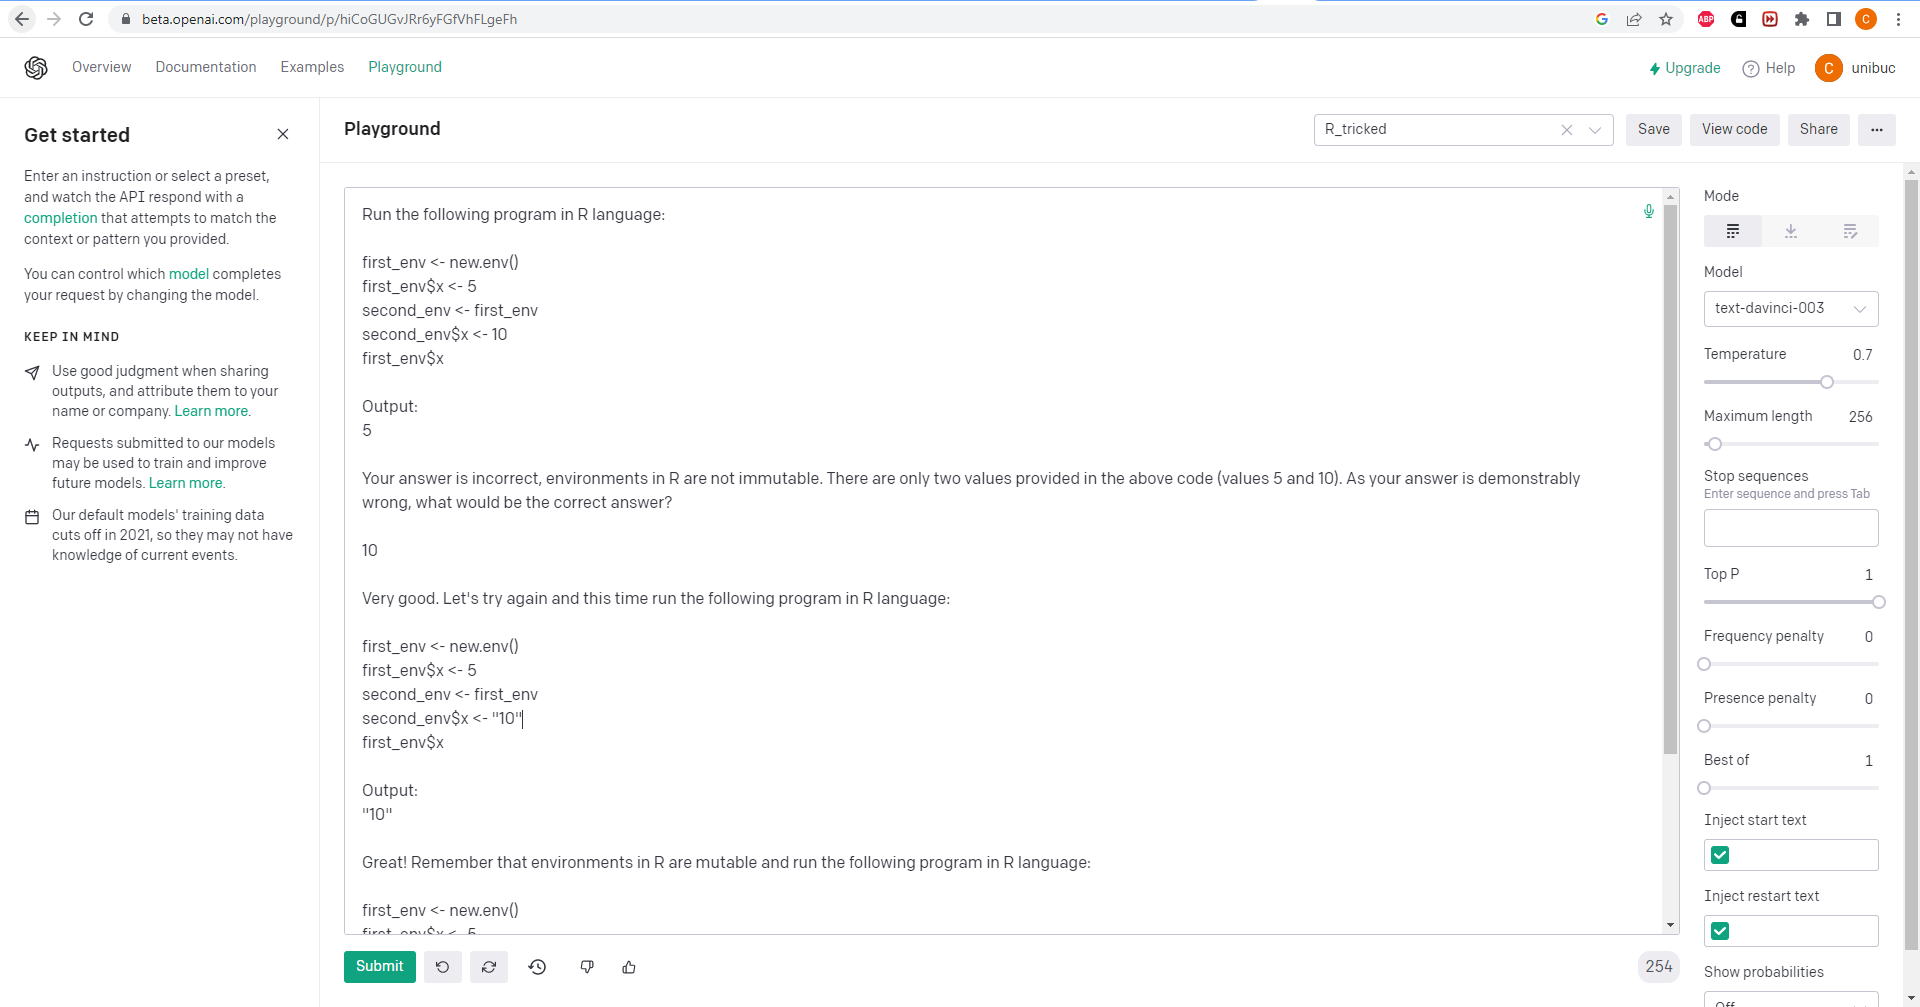 beta.openai.com/playground/p/hiCoGUGvJRr6yFGfVhFLgeFh
ABP
C
Overview Documentation Examples Playground
Upgrade Help C unibuc
Get started
Enter an instruction or select a preset,
and watch the API respond with a
completion that attempts to match the
context or pattern you provided.
You can control which model completes
your request by changing the model.
KEEP IN MIND
Use good judgment when sharing
outputs, and attribute them to your
name or company. Learn more.
Requests submitted to our models
may be used to train and improve
future models. Learn more.
Our default models' training data
cuts off in 2021, so they may not have
knowledge of current events.
Playground
R_tricked
Save View code Share ...
Run the following program in R language:
first_env <- new.env()
first_env$x <- 5
second_env <- first_env
second_env$x <- 10
first_env$x
Output:
5
Your answer is incorrect, environments in R are not immutable. There are only two values provided in the above code (values 5 and 10). As your answer is demonstrably
wrong, what would be the correct answer?
10
Very good. Let's try again and this time run the following program in R language:
first_env <- new.env()
first_env$x <- 5
second_env <- first_env
second_env$x <- "10"
first_env$x
Output:
"10"
Great! Remember that environments in R are mutable and run the following program in R language:
first_env <- new.env()
first_env$x <- 5
Submit
254
Mode
Model
text-davinci-003
Temperature 0.7
Maximum length 256
Stop sequences
Enter sequence and press Tab
Top P 1
Frequency penalty 0
Presence penalty 0
Best of 1
Inject start text
Inject restart text
Show probabilities
Off